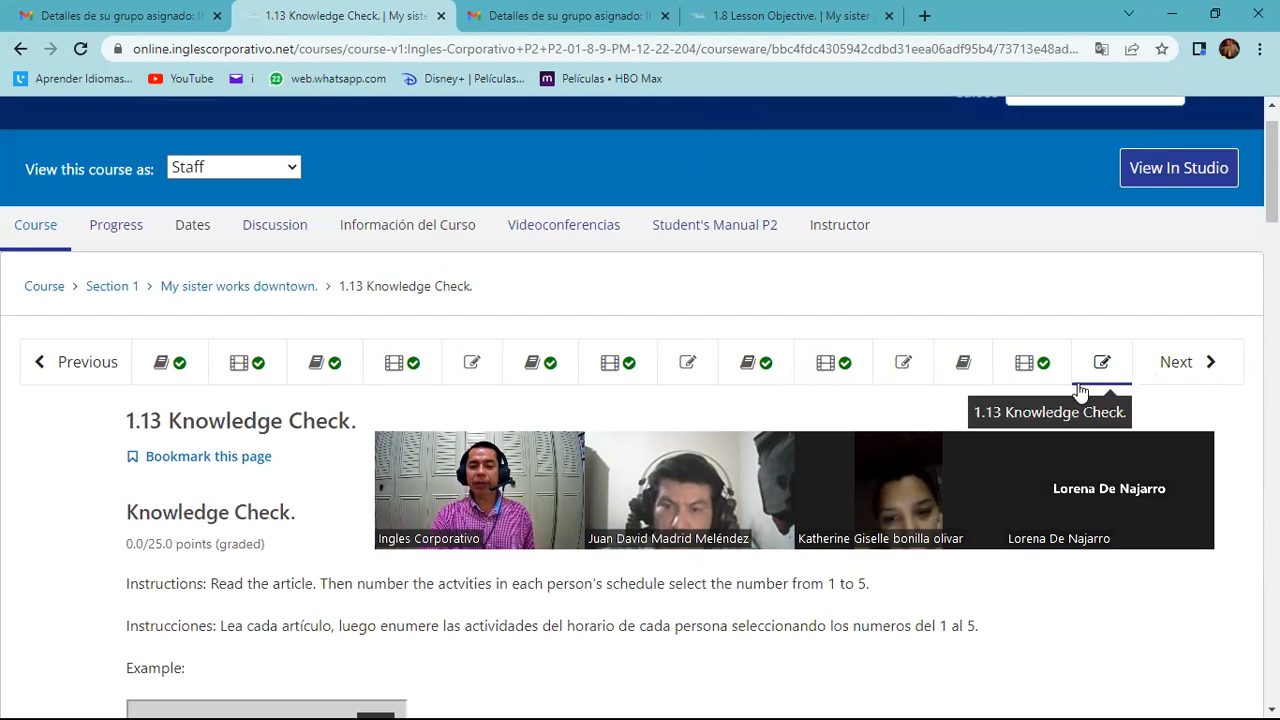 Detalles de su grupo asignado: I
1.13 Knowledge Check. | My siste
Detalles de su grupo asignado: I
1.8 Lesson Objective. | My sister
online.inglescorporativo.net/courses/course-v1:Ingles-Corporativo+P2+P2-01-8-9-PM-12-22-204/courseware/bbc4fdc4305942cdbd31eea06adf95b4/73713e48ad...
Aprender Idiomas...
YouTube
i
22
web.whatsapp.com
Disney+ | Películas,...
Películas • HBO Max
View this course as:
Staff
View In Studio
Course
Progress
Dates
Discussion
Información del Curso
Videoconferencias
Student's Manual P2
Instructor
Course > Section 1 > My sister works downtown. > 1.13 Knowledge Check.
Previous
Next
1.13 Knowledge Check.
1.13 Knowledge Check.
Bookmark this page
Lorena De Najarro
Knowledge Check.
Ingles Corporativo
Juan David Madrid Meléndez
Katherine Giselle bonilla olivar
Lorena De Najarro
0.0/25.0 points (graded)
Instructions: Read the article. Then number the actvities in each person's schedule select the number from 1 to 5.
Instrucciones: Lea cada artículo, luego enumere las actividades del horario de cada persona seleccionando los numeros del 1 al 5.
Example: